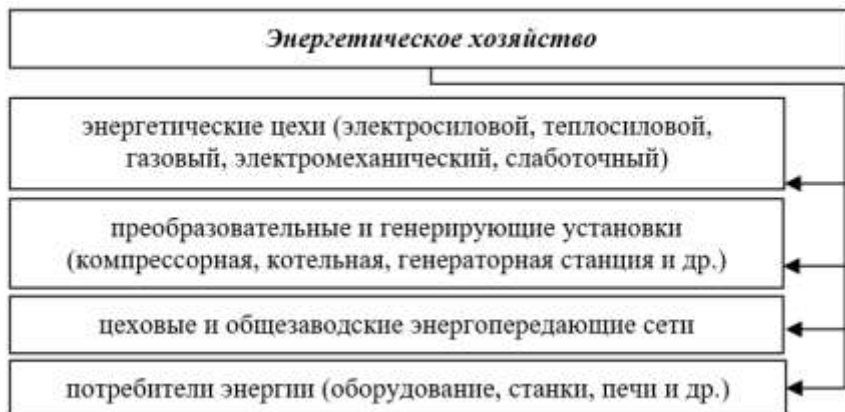 Энергетическое хозяйство
энергетические цехи (электросиловой, теплосиловой,
газовый, электромеханический, слаботочный)
преобразовательные и генерирующие установки
(компрессорная, котельная, генераторная станция и др.)
цеховые и общезаводские энергопередающие сети
потребители энергии (оборудование, станки, печи и др.)